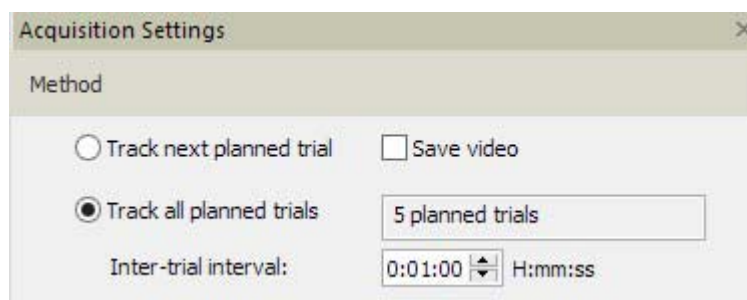 Acquisition Settings
Method
Track next planned trial Save video
Track all planned trials 5 planned trials
Inter-trial interval: 0:01:00 H:mm:ss